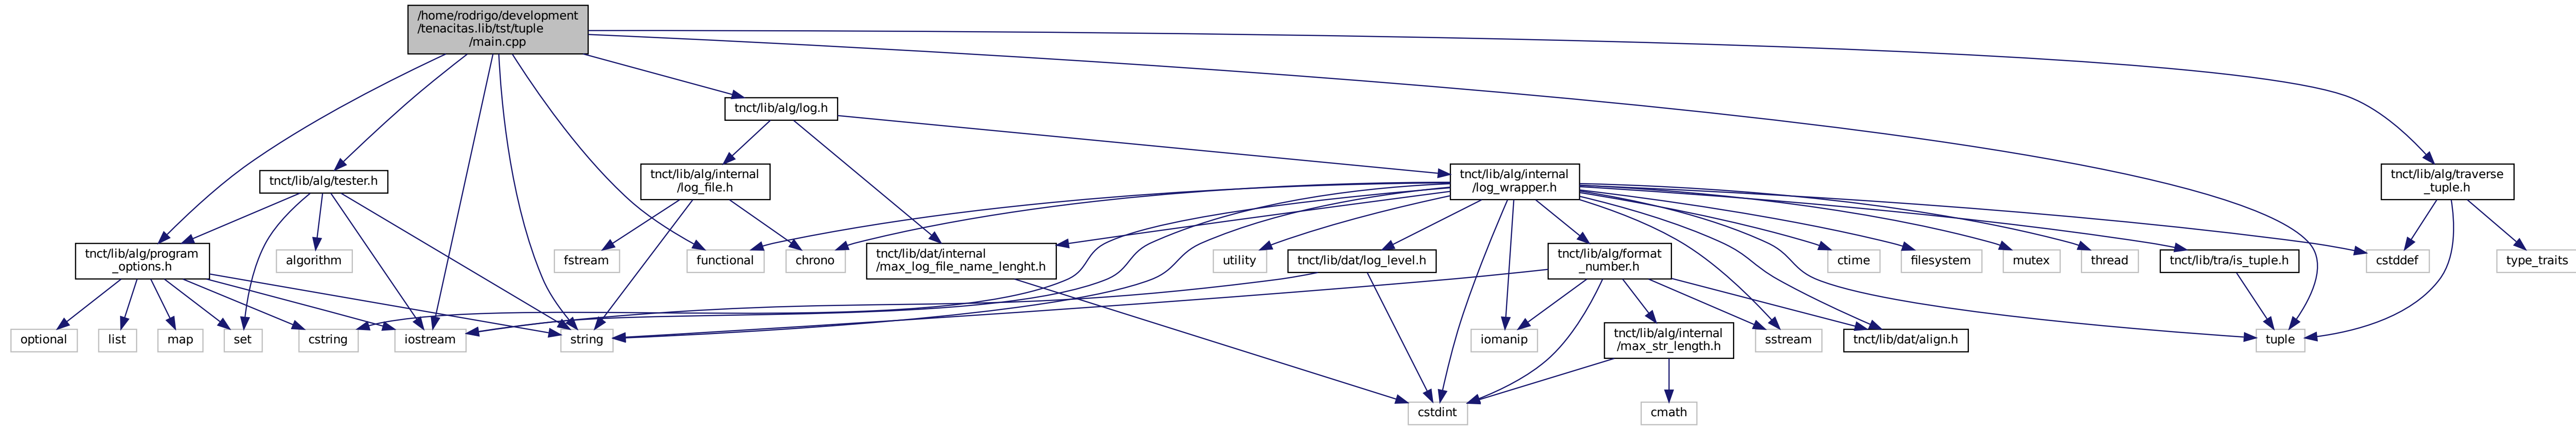 /home/rodrigo/development
/tenacitas.lib/tst/tuple
/main.cpp
tnct/lib/alg/log.h
tnct/lib/alg/tester.h
tnct/lib/alg/internal
/log_file.h
tnct/lib/alg/internal
/log_wrapper.h
tnct/lib/alg/traverse
_tuple.h
tnct/lib/alg/program
_options.h
algorithm
fstream
functional
chrono
tnct/lib/dat/internal
/max_log_file_name_lenght.h
utility
tnct/lib/dat/log_level.h
tnct/lib/alg/format
_number.h
ctime
filesystem
mutex
thread
tnct/lib/tra/is_tuple.h
cstddef
type_traits
optional
list
map
set
cstring
iostream
string
iomanip
tnct/lib/alg/internal
/max_str_length.h
sstream
tnct/lib/dat/align.h
tuple
cstdint
cmath